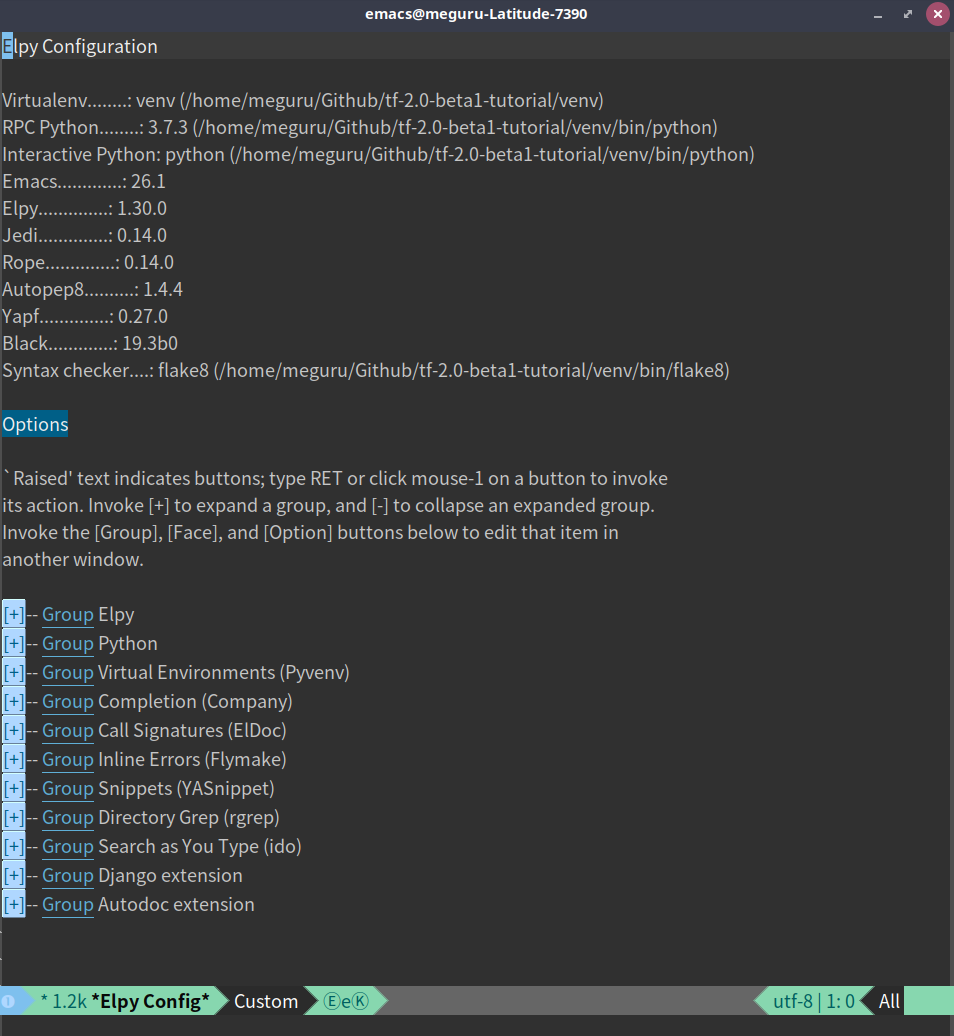 emacs@meguru-Latitude-7390
Elpy Configuration
Virtualenv........: venv (/home/meguru/Github/tf-2.0-beta1-tutorial/venv)
RPC Python........: 3.7.3 (/home/meguru/Github/tf-2.0-beta1-tutorial/venv/bin/python)
Interactive Python: python (/home/meguru/Github/tf-2.0-beta1-tutorial/venv/bin/python)
Emacs.............: 26.1
Elpy..............: 1.30.0
Jedi..............: 0.14.0
Rope..............: 0.14.0
Autopep8..........: 1.4.4
Yapf..............: 0.27.0
Black.............: 19.3b0
Syntax checker....: flake8 (/home/meguru/Github/tf-2.0-beta1-tutorial/venv/bin/flake8)
Options
`Raised' text indicates buttons; type RET or click mouse-1 on a button to invoke
its action. Invoke [+] to expand a group, and [-] to collapse an expanded group.
Invoke the [Group], [Face], and [Option] buttons below to edit that item in
another window.
[+]-- Group Elpy
[+]-- Group Python
[+]-- Group Virtual Environments (Pyvenv)
[+]-- Group Completion (Company)
[+]-- Group Call Signatures (ElDoc)
[+]-- Group Inline Errors (Flymake)
[+]-- Group Snippets (YASnippet)
[+]-- Group Directory Grep (rgrep)
[+]-- Group Search as You Type (ido)
[+]-- Group Django extension
[+]-- Group Autodoc extension
* 1.2k *Elpy Config* Custom ⒺeⓀ utf-8 | 1: 0 All